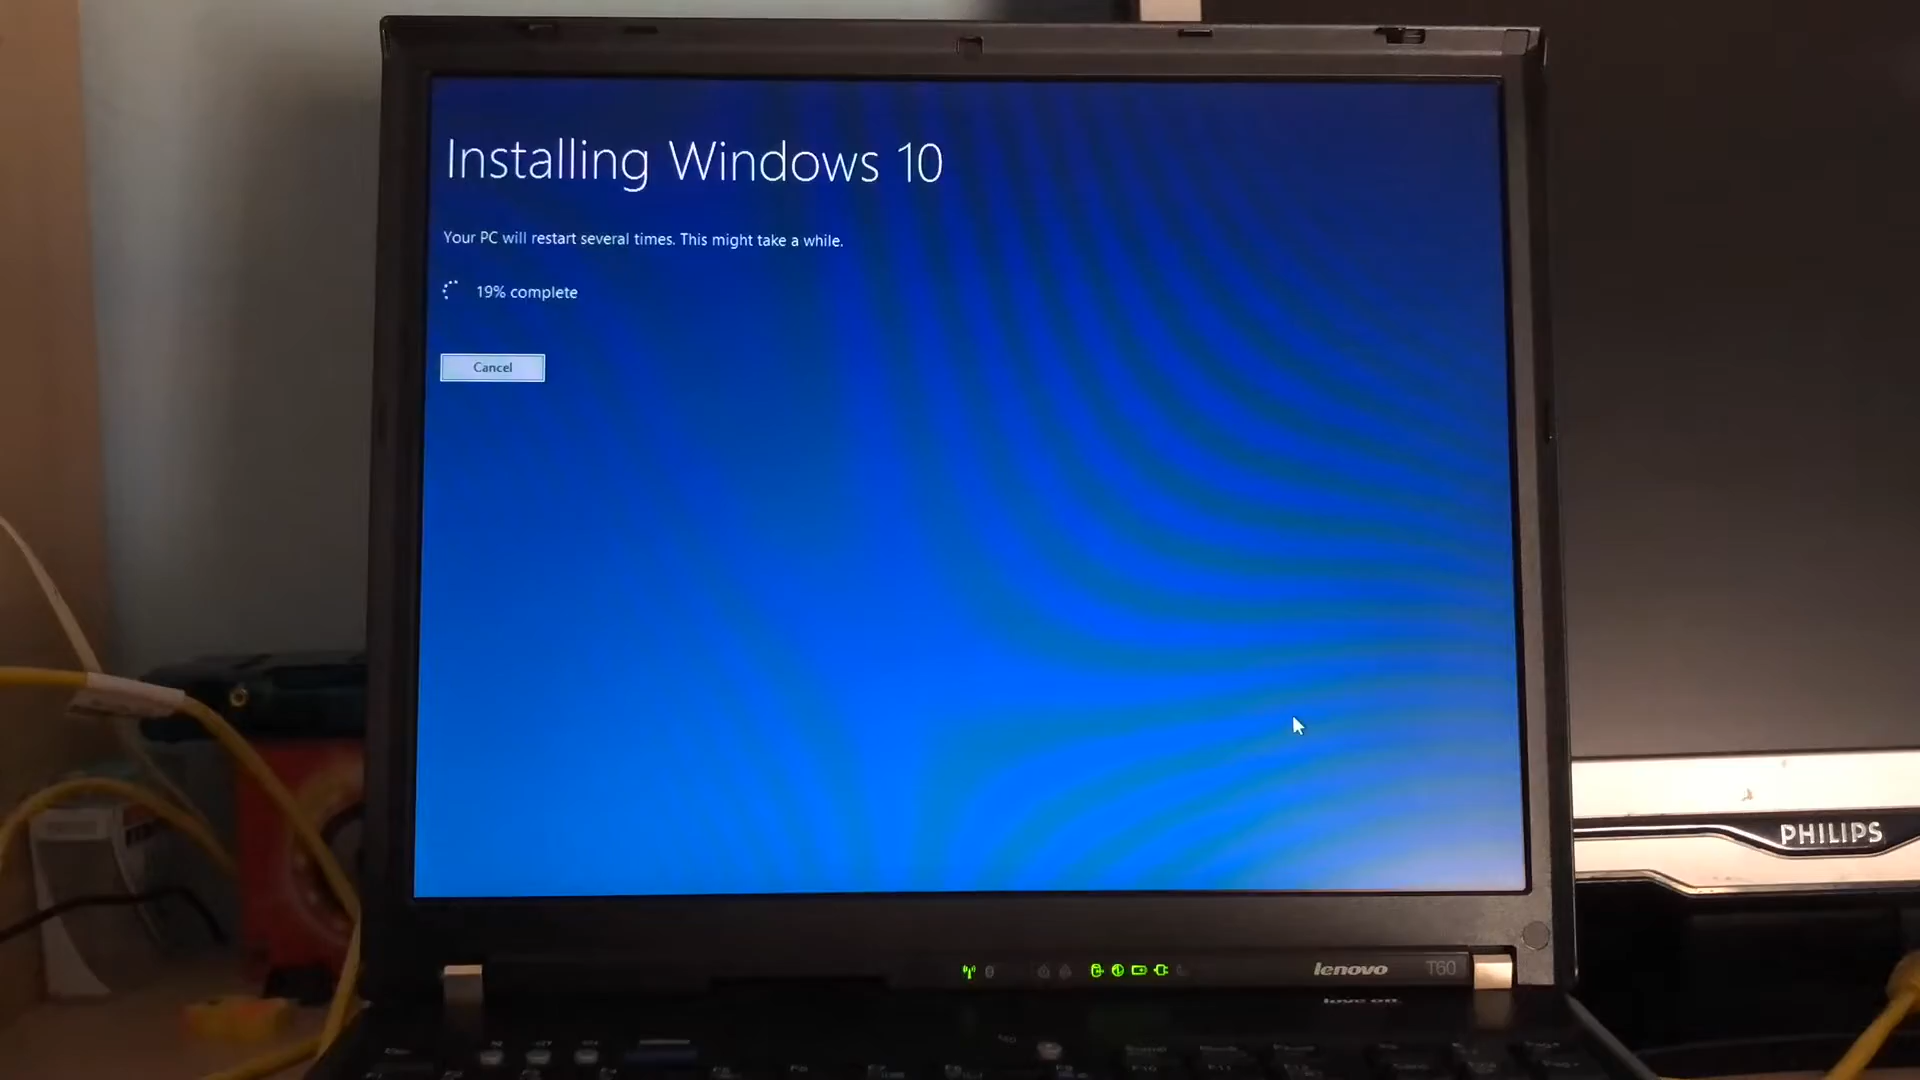 Installing Windows 10
Your PC will restart several times. This might take a while.
19% complete
Cancel
PHILIPS
lenovo T60